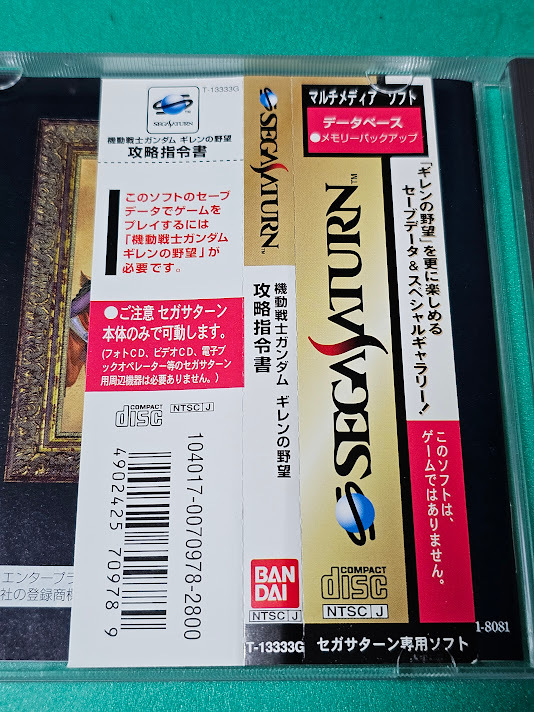 T-13333G
SEGA SATURN
機動戦士ガンダム ギレンの野望
攻略指令書
このソフトのセーブ
データでゲームを
プレイするには
「機動戦士ガンダム
ギレンの野望」が
必要です。
●ご注意 セガサターン
本体のみで可動します。
(フォトCD、ビデオCD、電子ブ
ックオペレーター等のセガサターン
用周辺機器は必要ありません。)
COMPACT
disc
NTSC J
104017-0070978-2800
4902425 70978 9
SEGA SATURN™
機動戦士ガンダム ギレンの野望
攻略指令書
BAN
DAI
NTSC J
T-13333G
マルチメディア ソフト
データベース
●メモリーバックアップ
SEGA SATURN™
「ギレンの野望」を更に楽しめる
セーブデータ&スペシャルギャラリー!
このソフトは、
ゲームではありません。
COMPACT
disc
NTSC J
セガサターン専用ソフト
エンタープラ
社の登録商標
1-8081